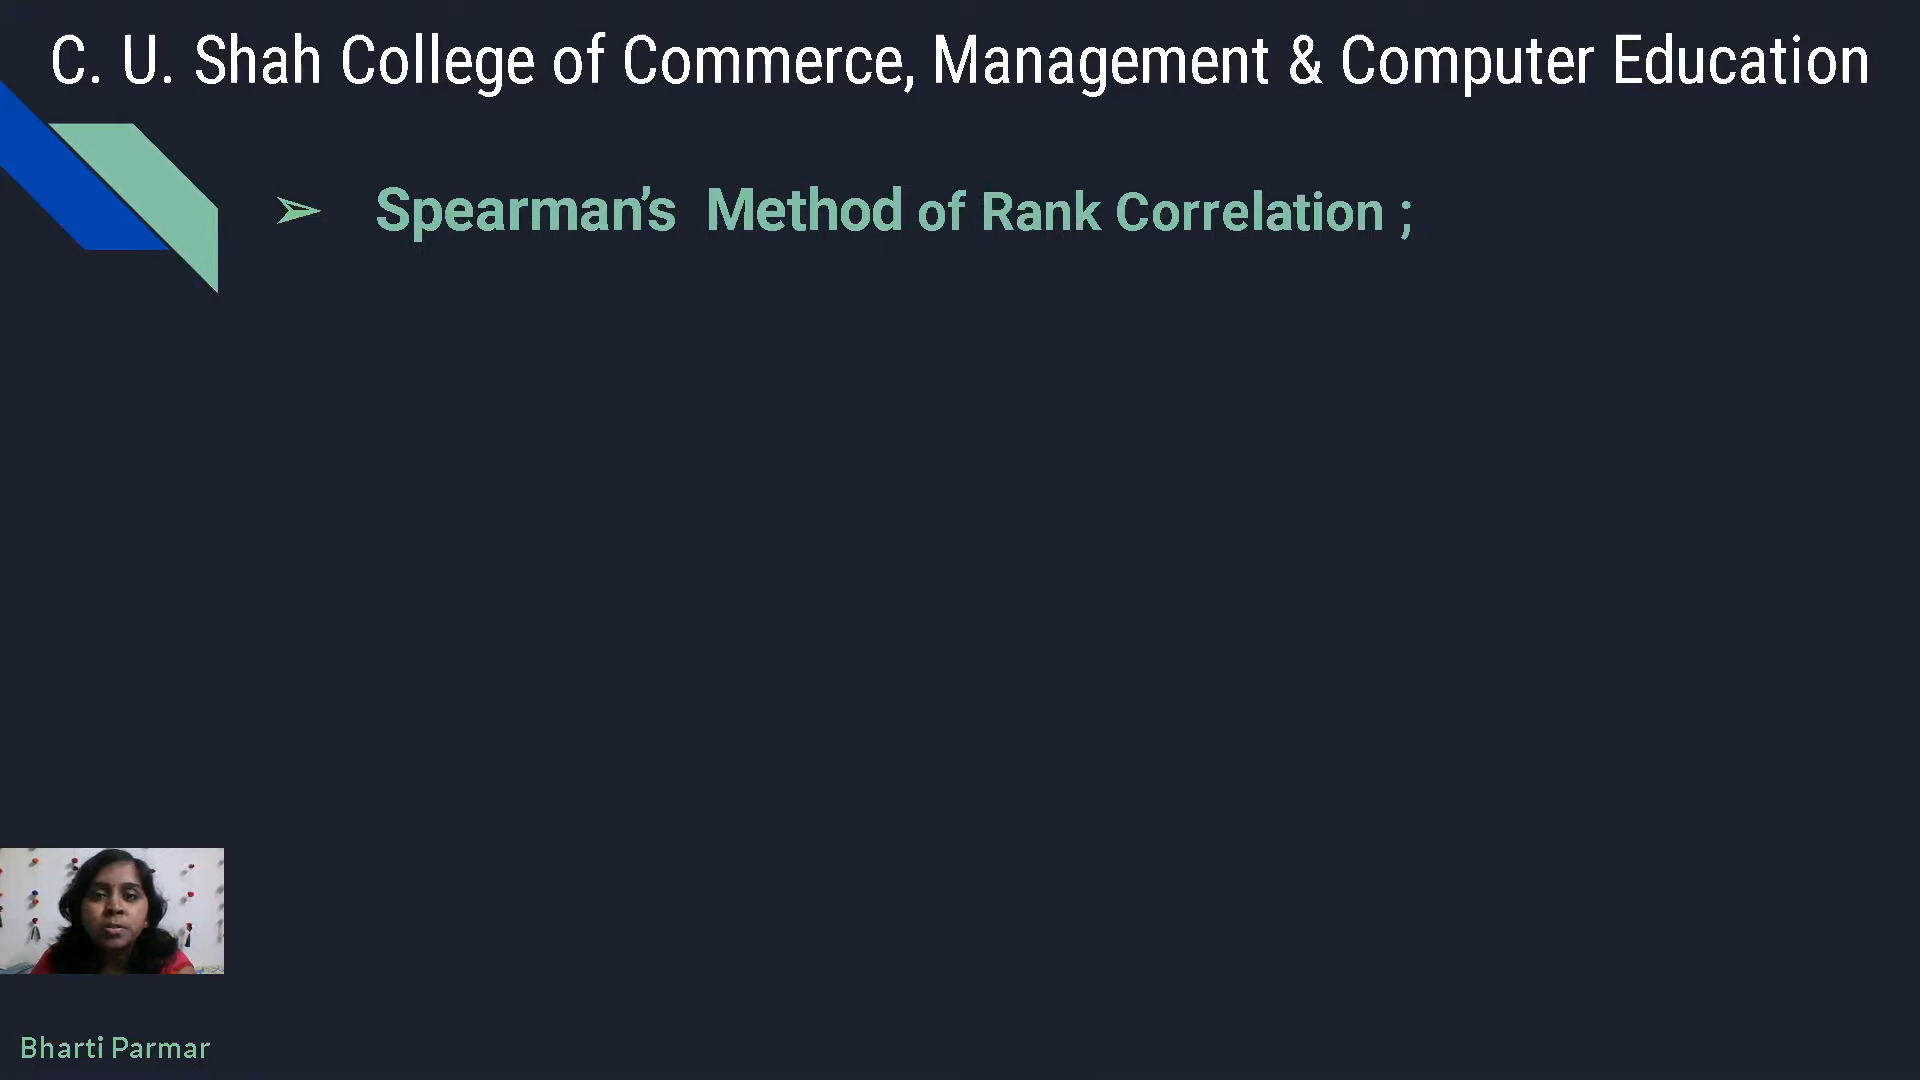 C. U. Shah College of Commerce, Management & Computer Education
➢ Spearman’s Method of Rank Correlation ;
Bharti Parmar